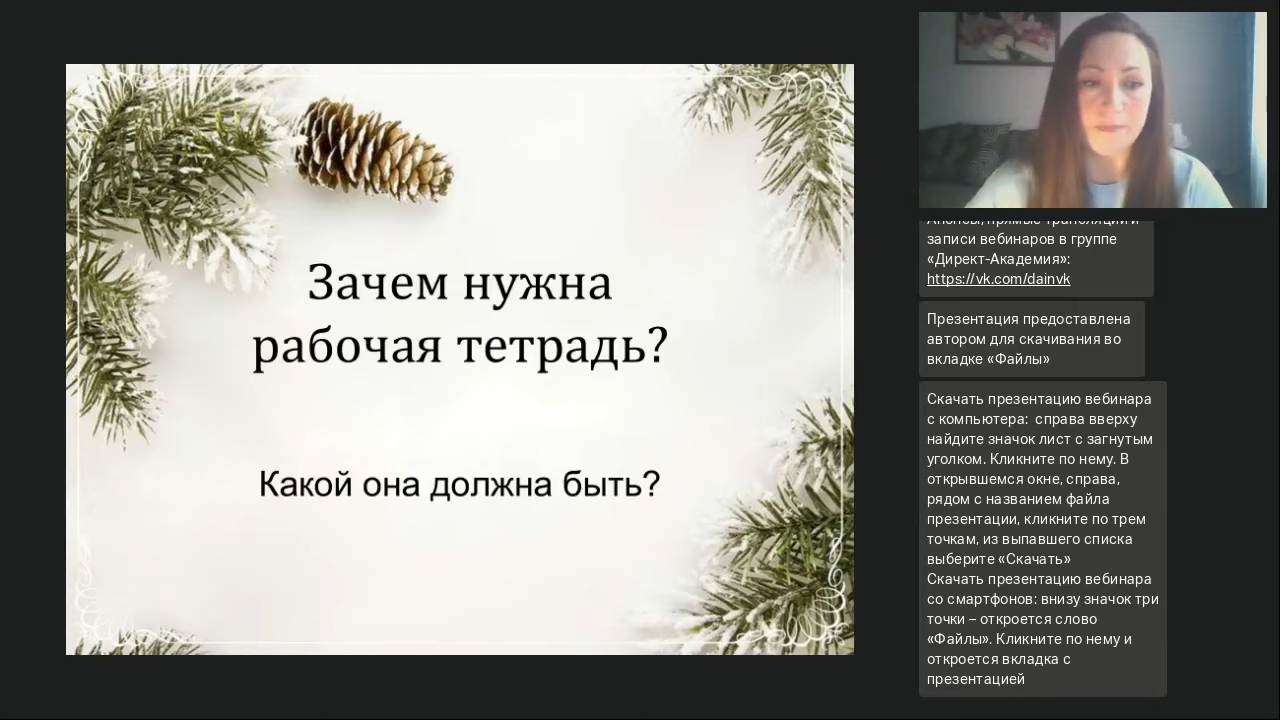 Зачем нужна
рабочая тетрадь?
Какой она должна быть?
Анонсы, прямые трансляции и
записи вебинаров в группе
«Директ-Академия»:
https://vk.com/dainvk
Презентация предоставлена
автором для скачивания во
вкладке «Файлы»
Скачать презентацию вебинара
с компьютера:  справа вверху
найдите значок лист с загнутым
уголком. Кликните по нему. В
открывшемся окне, справа,
рядом с названием файла
презентации, кликните по трем
точкам, из выпавшего списка
выберите «Скачать»
Скачать презентацию вебинара
со смартфонов: внизу значок три
точки – откроется слово
«Файлы». Кликните по нему и
откроется вкладка с
презентацией